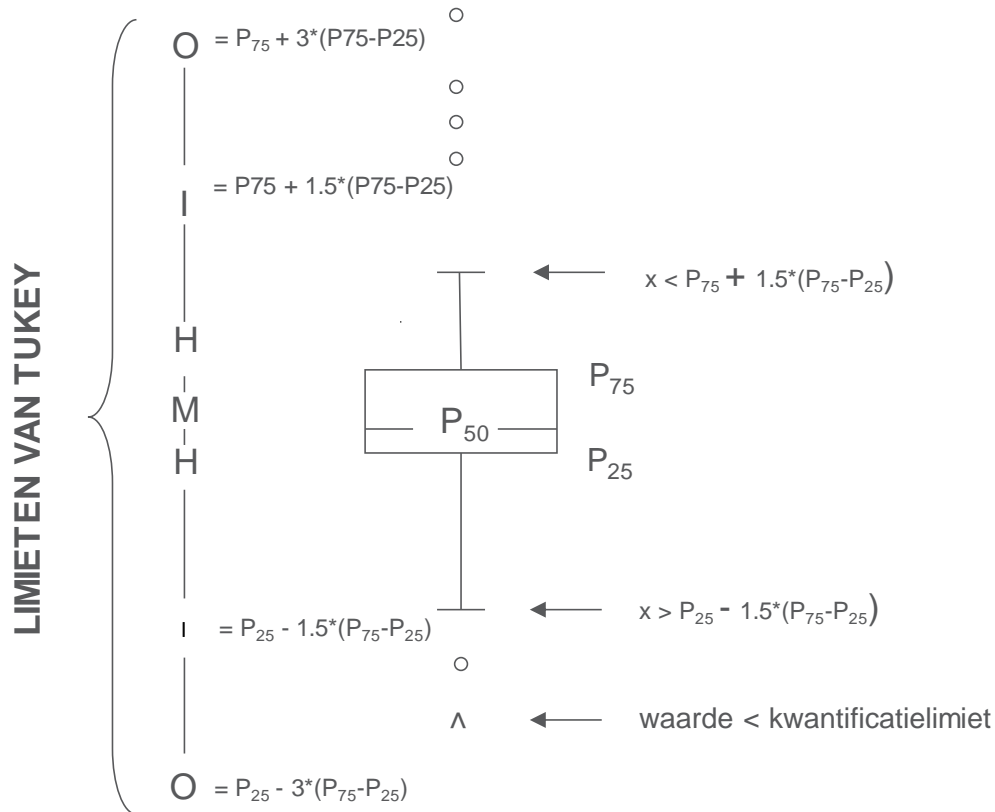 LIMIETEN VAN TUKEY
O = P75 + 3*(P75-P25)
I = P75 + 1.5*(P75-P25)
x < P75 + 1.5*(P75-P25)
H
P75
M
P50
H
P25
x > P25 - 1.5*(P75-P25)
I = P25 - 1.5*(P75-P25)
^ waarde < kwantificatielimiet
O = P25 - 3*(P75-P25)